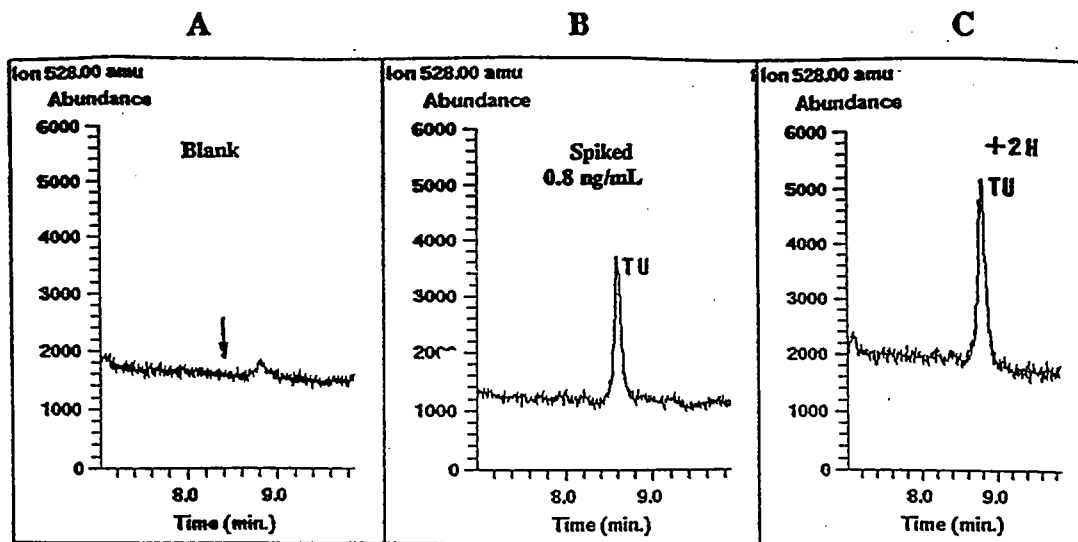 A
B
C
Ion 528.00 amu
Abundance
6000
5000
4000
3000
2000
1000
0
Blank
8.0
9.0
Time (min.)
Ion 528.00 amu
Abundance
6000
5000
4000
3000
1000
0
Spiked
0.8 ng/mL
TU
8.0
9.0
Time (min.)
Ion 528.00 amu
Abundance
6000
5000
4000
3000
2000
1000
0
+2H
TU
8.0
9.0
Time (min.)